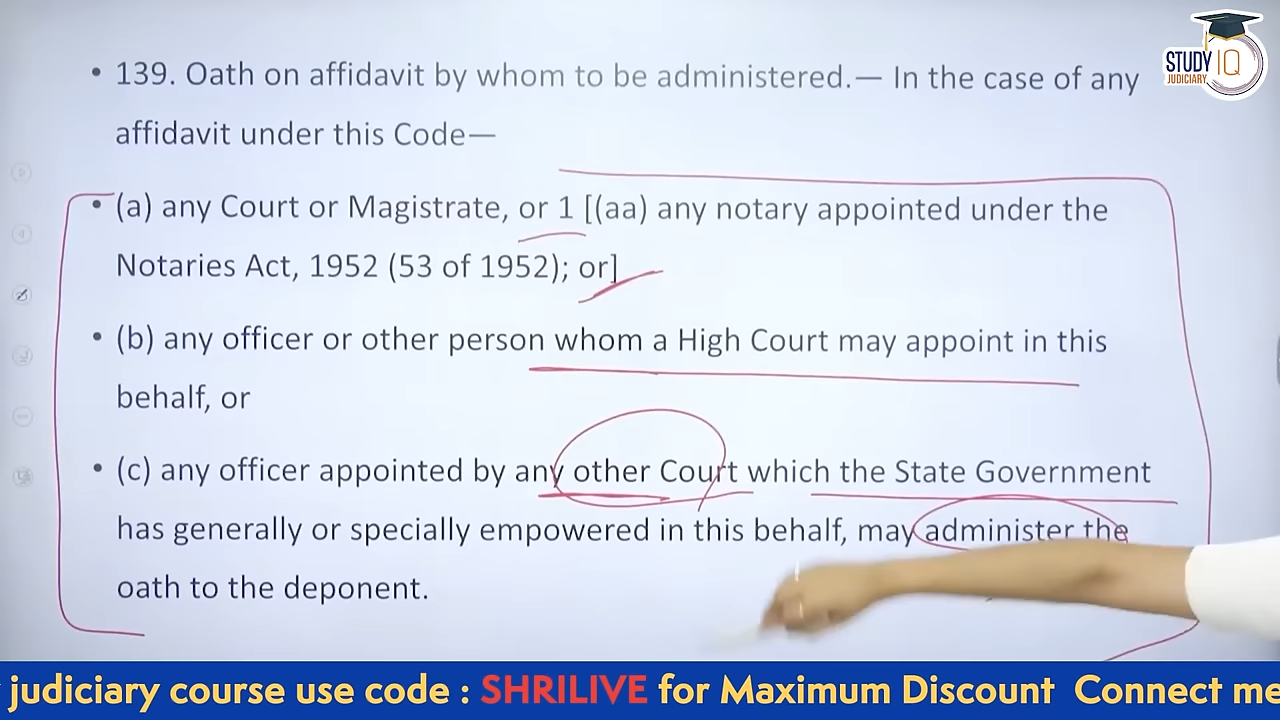 STUDY IQ
JUDICIARY
• 139. Oath on affidavit by whom to be administered.— In the case of any
affidavit under this Code—
• (a) any Court or Magistrate, or 1 [(aa) any notary appointed under the
Notaries Act, 1952 (53 of 1952); or]
• (b) any officer or other person whom a High Court may appoint in this
behalf, or
• (c) any officer appointed by any other Court which the State Government
has generally or specially empowered in this behalf, may administer the
oath to the deponent.
judiciary course use code : SHRILIVE for Maximum Discount Connect me